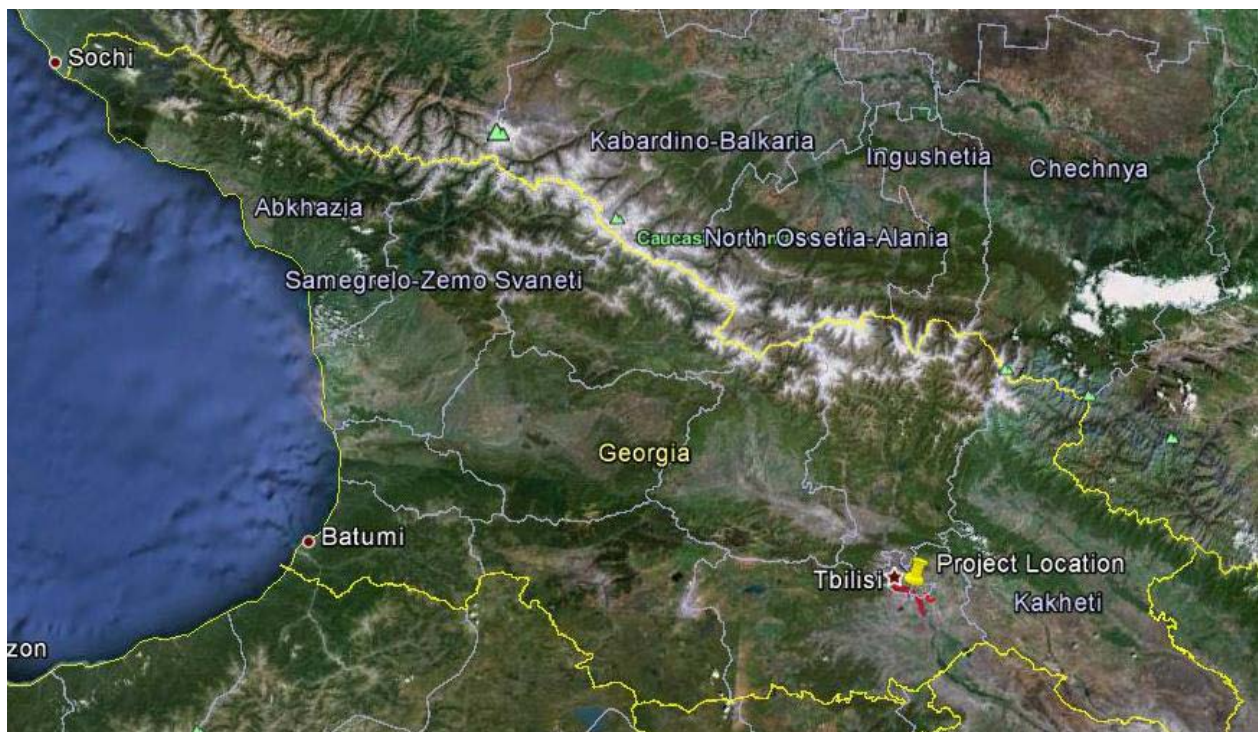 Sochi
Kabardino-Balkaria
Ingushetia
Chechnya
Abkhazia
North Ossetia-Alania
Samegrelo-Zemo Svaneti
Georgia
Batumi
Project Location
Tbilisi
Kakheti
zon